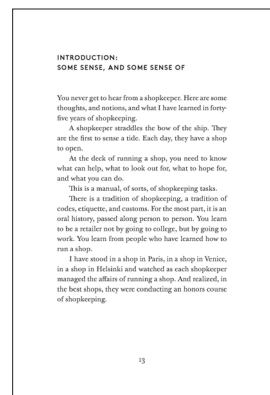 INTRODUCTION:
SOME SENSE, AND SOME SENSE OF
You never get to hear from a shopkeeper. Here are some
thoughts, and notions, and what I have learned in forty-
five years of shopkeeping.
A shopkeeper straddles the bow of the ship. They
are the first to sense a tide. Each day, they have a shop
to open.
At the deck of running a shop, you need to know
what can help, what to look out for, what to hope for,
and what you can do.
This is a manual, of sorts, of shopkeeping tasks.
There is a tradition of shopkeeping, a tradition of
codes, etiquette, and customs. For the most part, it is an
oral history, passed along person to person. You learn
to be a retailer not by going to college, but by going to
work. You learn from people who have learned how to
run a shop.
I have stood in a shop in Paris, in a shop in Venice,
in a shop in Helsinki and watched as each shopkeeper
managed the affairs of running a shop. And realized, in
the best shops, they were conducting an honors course
of shopkeeping.
13